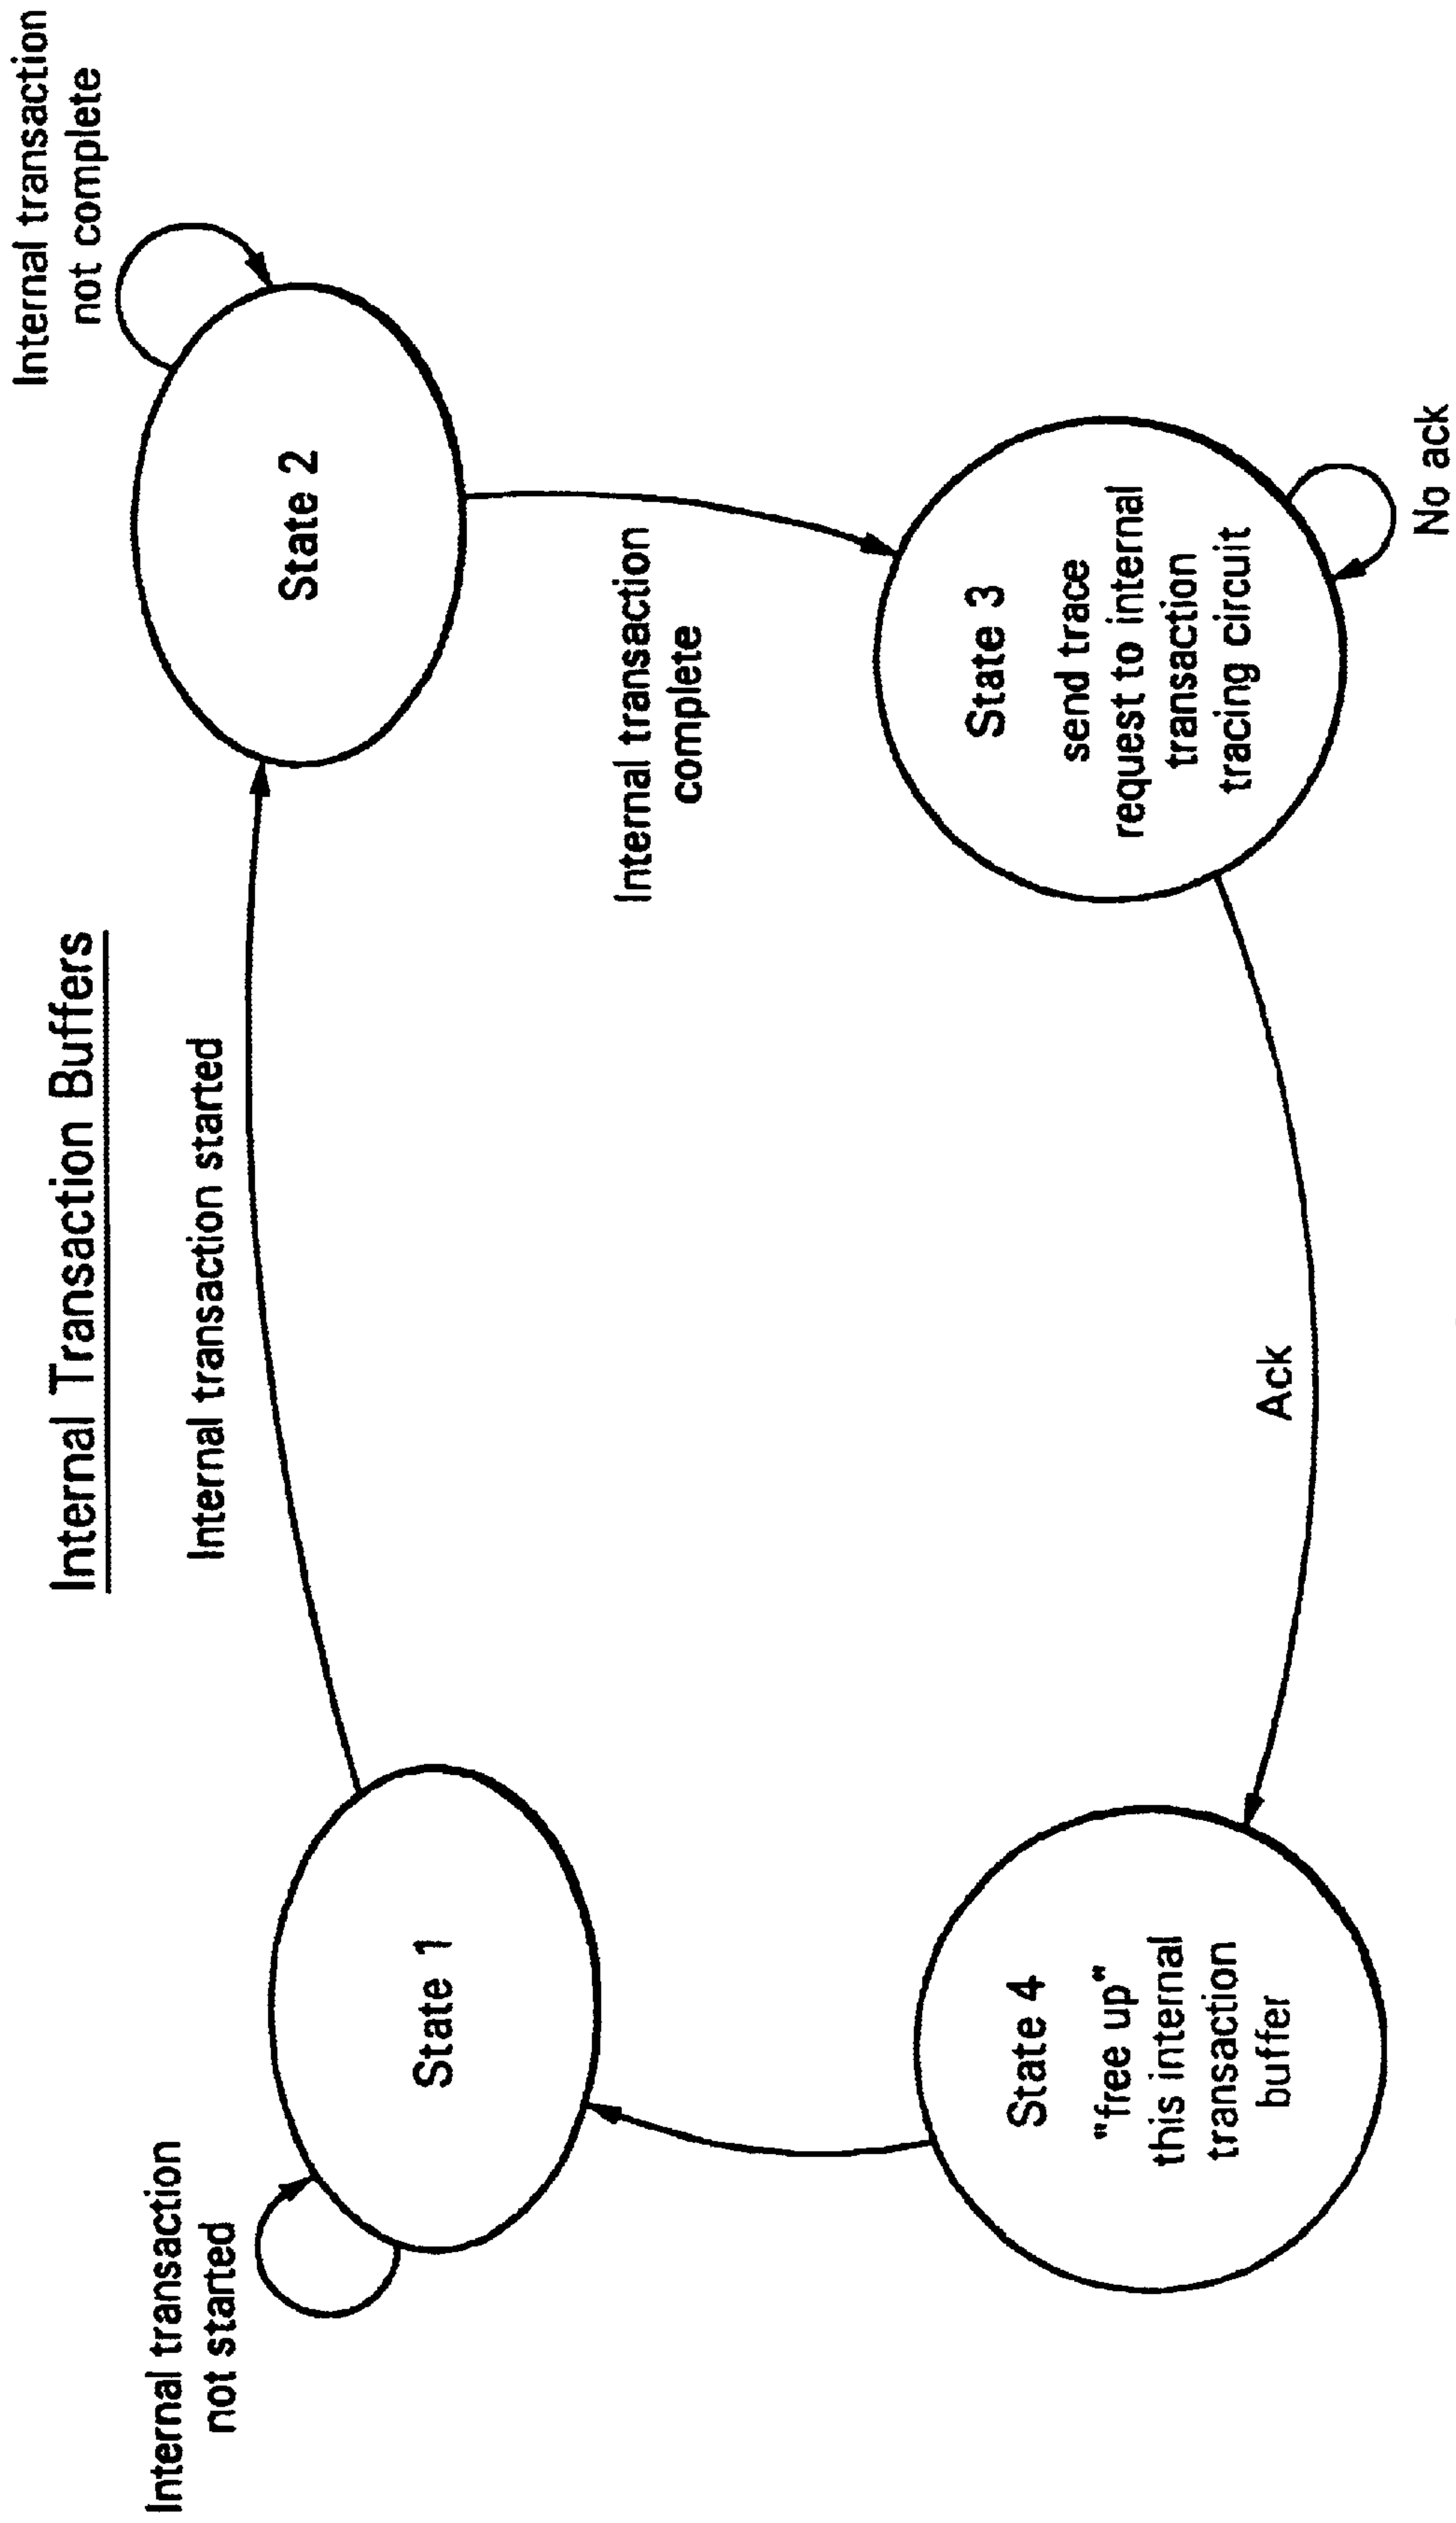 Internal Transaction Buffers
Internal transaction
not started
Internal transaction started
Internal transaction
not complete
State 1
State 2
Internal transaction
complete
State 4
"free up"
this internal
transaction
buffer
Ack
State 3
send trace
request to internal
transaction
tracing circuit
No ack